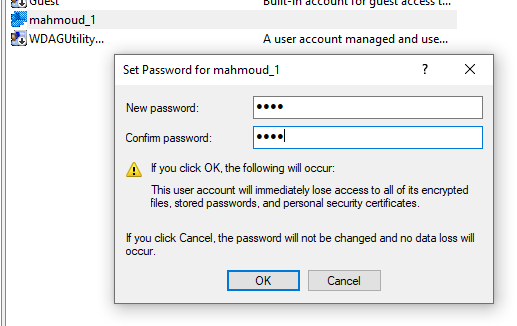 Guest Built-in account for guest access t...
mahmoud_1
WDAGUtility... A user account managed and use...
Set Password for mahmoud_1 ? ×
New password: ••••
Confirm password: ••••
If you click OK, the following will occur:
This user account will immediately lose access to all of its encrypted
files, stored passwords, and personal security certificates.
If you click Cancel, the password will not be changed and no data loss will
occur.
OK Cancel